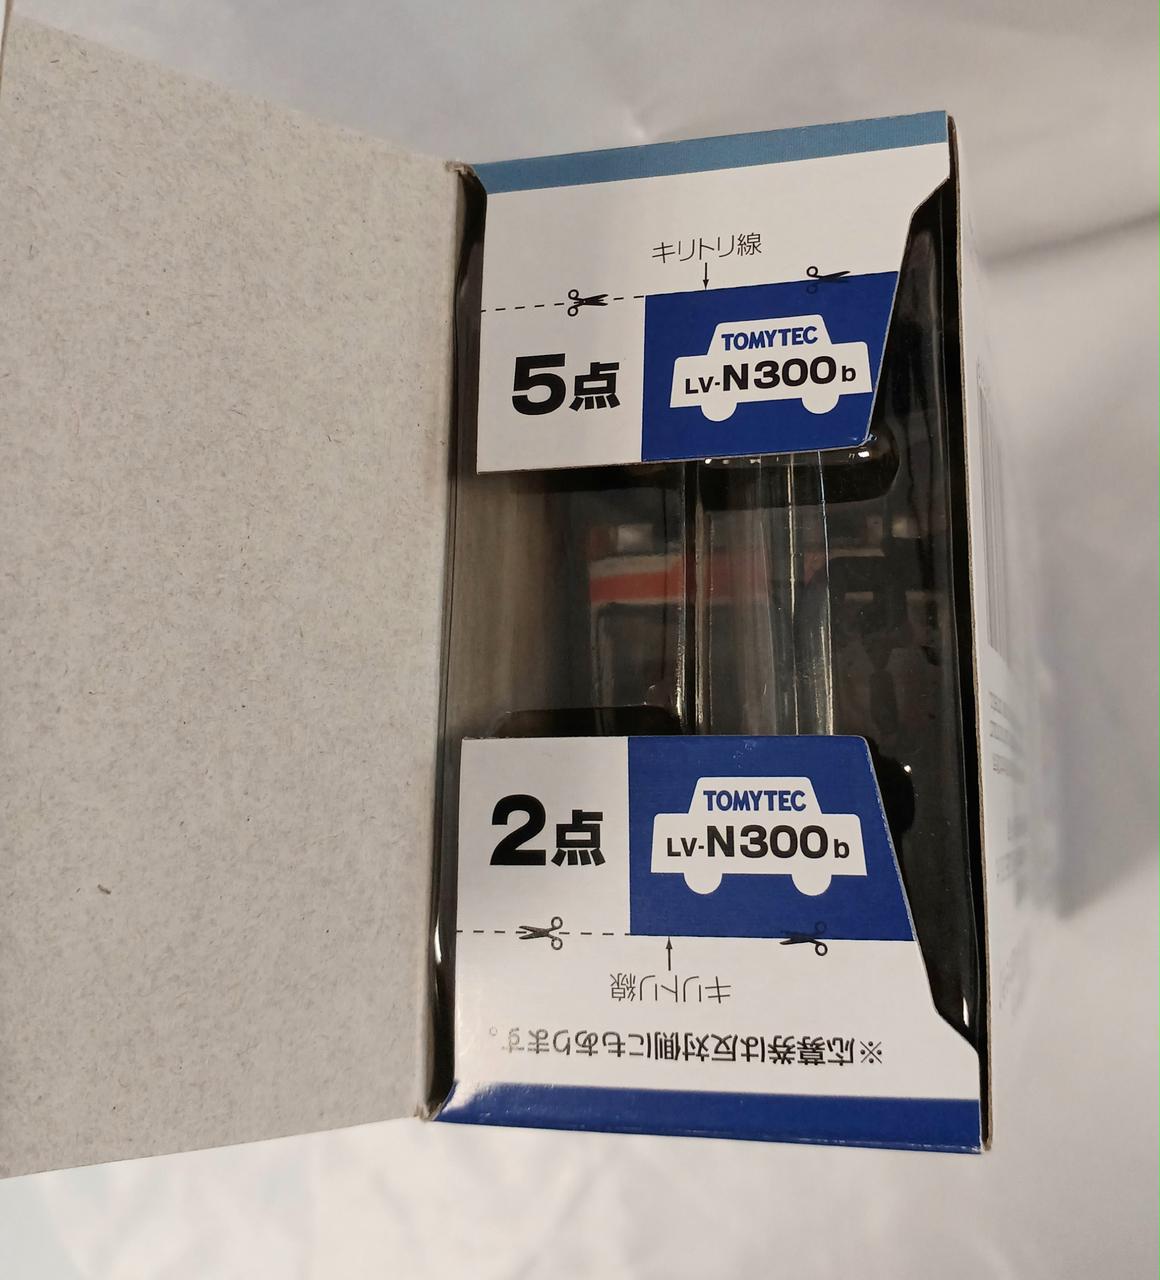 キリトリ線
5点
TOMYTEC
LV-N300b
2点
TOMYTEC
LV-N300b
キリトリ線
※応募券は反対側にもあります。